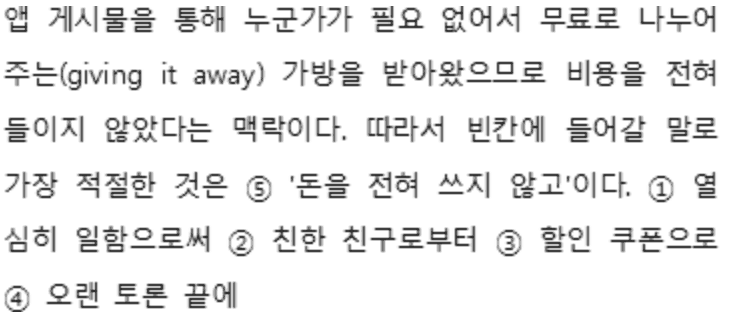 앱 게시물을 통해 누군가가 필요 없어서 무료로 나누어
주는(giving it away) 가방을 받아왔으므로 비용을 전혀
들이지 않았다는 맥락이다. 따라서 빈칸에 들어갈 말로
가장 적절한 것은 ⑤ '돈을 전혀 쓰지 않고'이다. ① 열
심히 일함으로써 ② 친한 친구로부터 ③ 할인 쿠폰으로
④ 오랜 토론 끝에